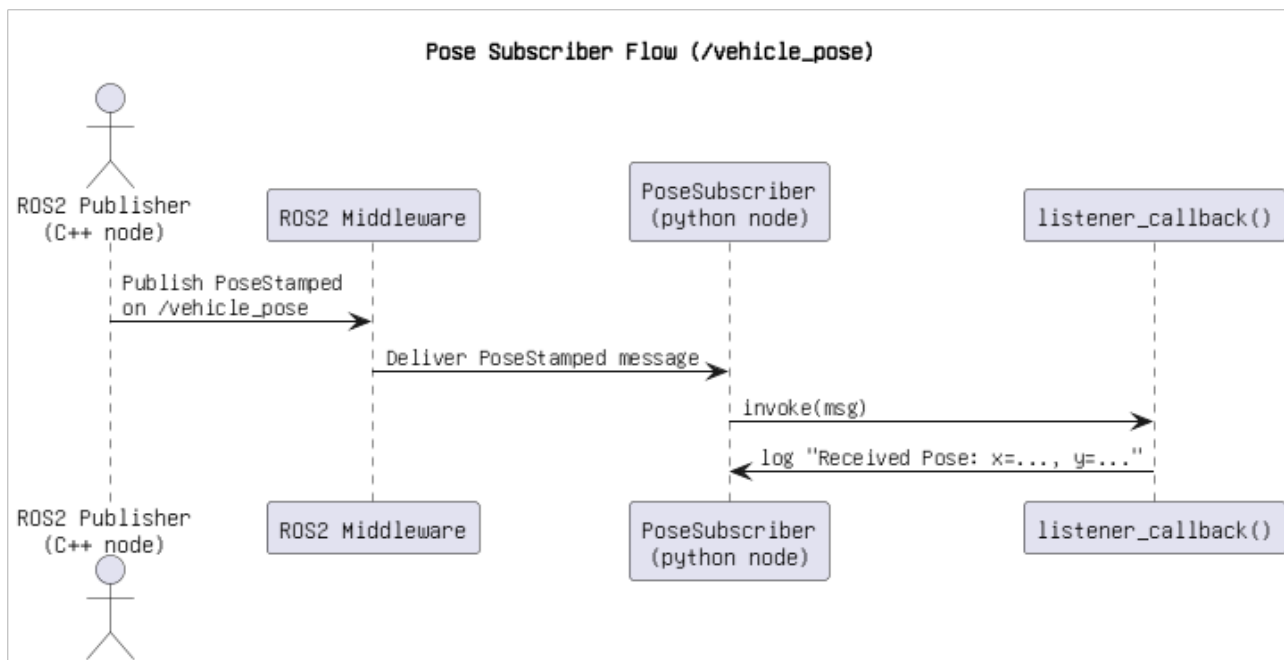 Pose Subscriber Flow (/vehicle_pose)
ROS2 Publisher
(C++ node)
ROS2 Middleware
PoseSubscriber
(python node)
listener_callback()
Publish PoseStamped
on /vehicle_pose
Deliver PoseStamped message
invoke(msg)
log "Received Pose: x=..., y=..."
ROS2 Publisher
(C++ node)
ROS2 Middleware
PoseSubscriber
(python node)
listener_callback()